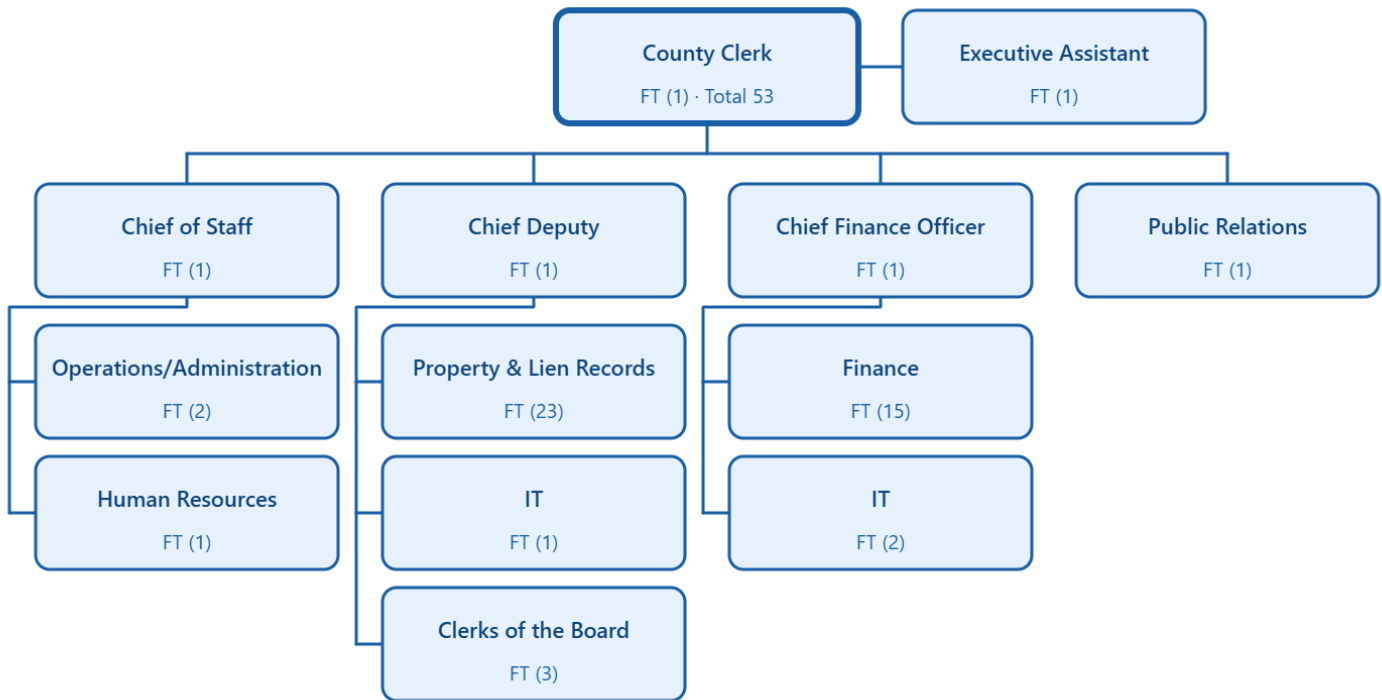 County Clerk
FT (1) · Total 53
Executive Assistant
FT (1)
Chief of Staff
FT (1)
Chief Deputy
FT (1)
Chief Finance Officer
FT (1)
Public Relations
FT (1)
Operations/Administration
FT (2)
Property & Lien Records
FT (23)
Finance
FT (15)
Human Resources
FT (1)
IT
FT (1)
IT
FT (2)
Clerks of the Board
FT (3)